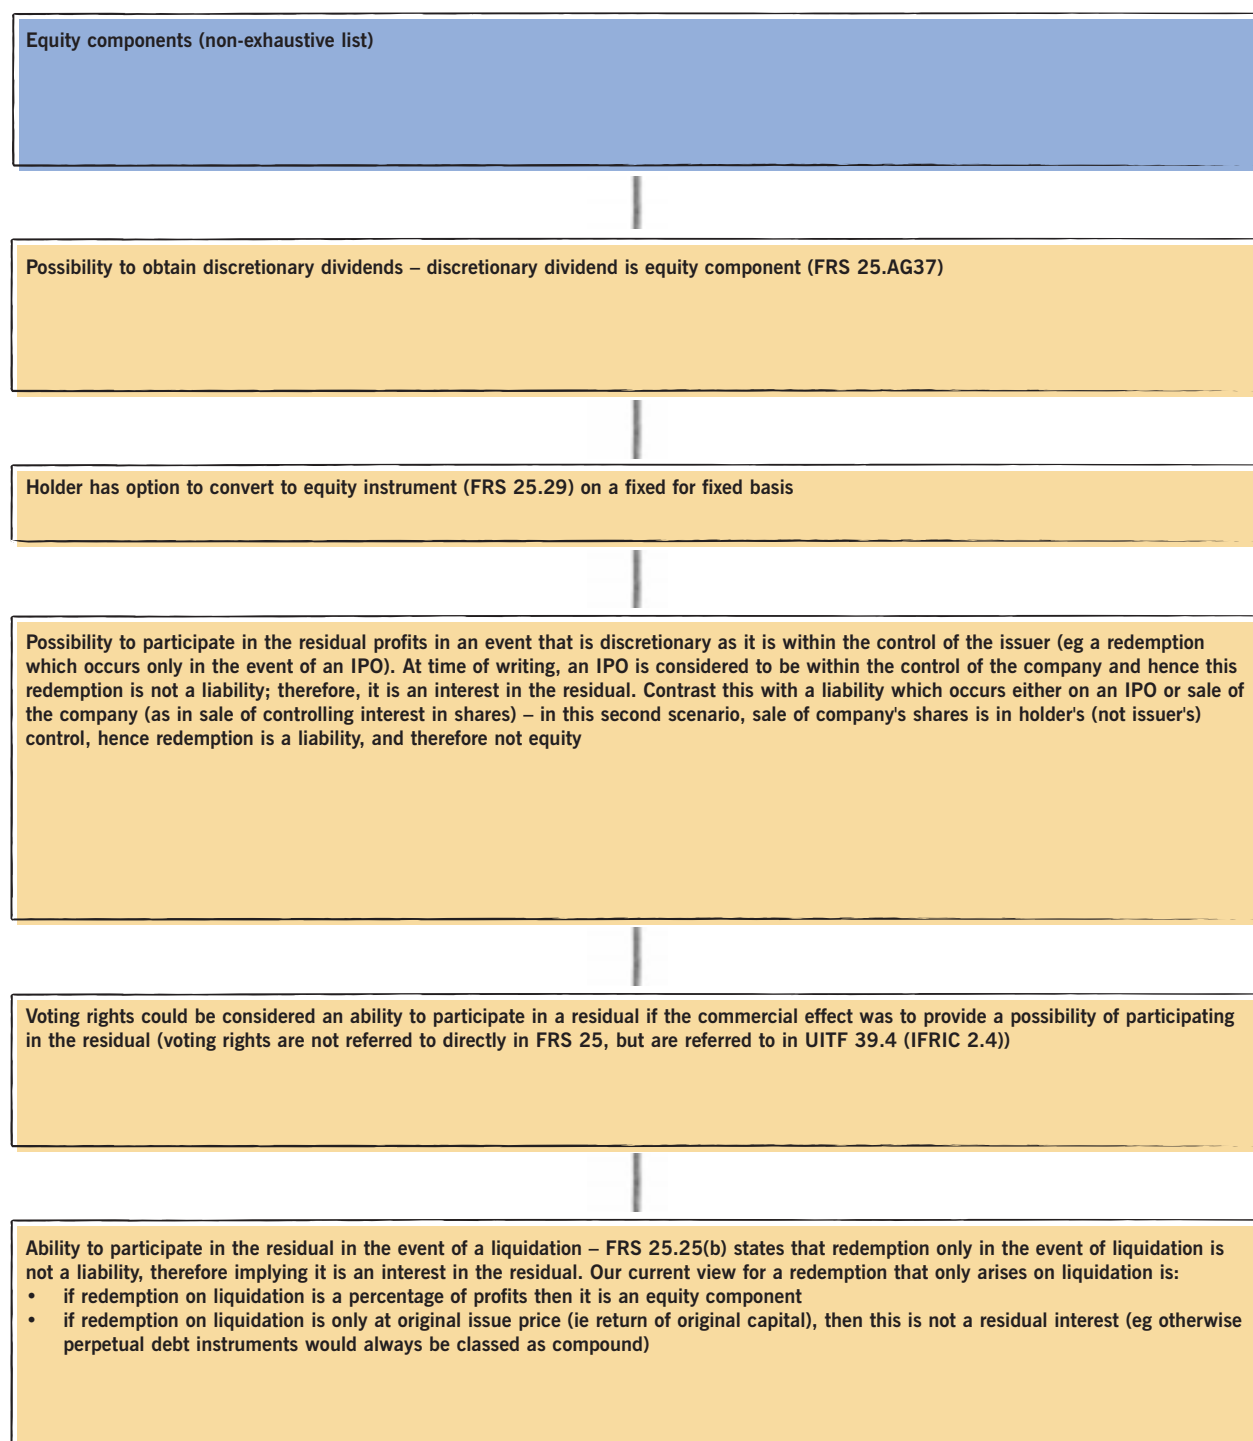 Equity components (non-exhaustive list)
Possibility to obtain discretionary dividends – discretionary dividend is equity component (FRS 25.AG37)
Holder has option to convert to equity instrument (FRS 25.29) on a fixed for fixed basis
Possibility to participate in the residual profits in an event that is discretionary as it is within the control of the issuer (eg a redemption
which occurs only in the event of an IPO). At time of writing, an IPO is considered to be within the control of the company and hence this
redemption is not a liability; therefore, it is an interest in the residual. Contrast this with a liability which occurs either on an IPO or sale of
the company (as in sale of controlling interest in shares) – in this second scenario, sale of company's shares is in holder's (not issuer's)
control, hence redemption is a liability, and therefore not equity
Voting rights could be considered an ability to participate in a residual if the commercial effect was to provide a possibility of participating
in the residual (voting rights are not referred to directly in FRS 25, but are referred to in UITF 39.4 (IFRIC 2.4))
Ability to participate in the residual in the event of a liquidation – FRS 25.25(b) states that redemption only in the event of liquidation is
not a liability, therefore implying it is an interest in the residual. Our current view for a redemption that only arises on liquidation is:
• if redemption on liquidation is a percentage of profits then it is an equity component
• if redemption on liquidation is only at original issue price (ie return of original capital), then this is not a residual interest (eg otherwise
perpetual debt instruments would always be classed as compound)